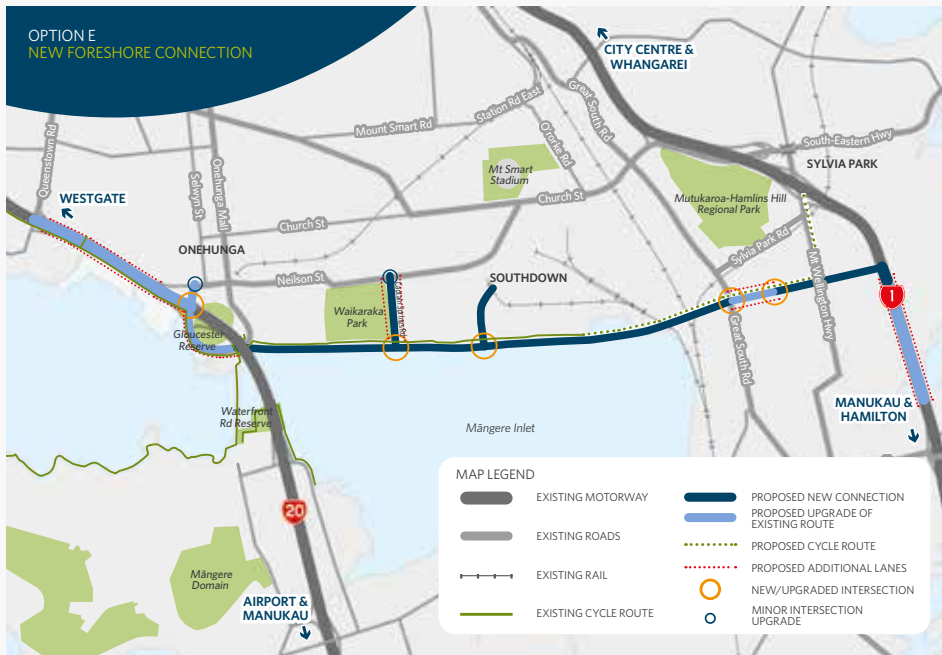 OPTION E
NEW FORESHORE CONNECTION
CITY CENTRE &
WHANGAREI
Queenstown Rd
Selwyn St
Onehunga Mall
Mount Smart Rd
Station Rd East
O'rorke Rd
Great South Rd
South-Eastern Hwy
SYLVIA PARK
Mt Smart
Stadium
Mutukaroa-Hamlins Hill
Regional Park
WESTGATE
Church St
Church St
ONEHUNGA
Sylvia Park Rd
Mt Wellington Hwy
Neilson St
SOUTHDOWN
Waikaraka
Park
1
Gloucester
Reserve
Great South Rd
MANUKAU &
HAMILTON
Waterfront
Rd Reserve
Māngere Inlet
20
Māngere
Domain
AIRPORT &
MANUKAU
MAP LEGEND
EXISTING MOTORWAY
EXISTING ROADS
EXISTING RAIL
EXISTING CYCLE ROUTE
PROPOSED NEW CONNECTION
PROPOSED UPGRADE OF
EXISTING ROUTE
PROPOSED CYCLE ROUTE
PROPOSED ADDITIONAL LANES
NEW/UPGRADED INTERSECTION
MINOR INTERSECTION
UPGRADE